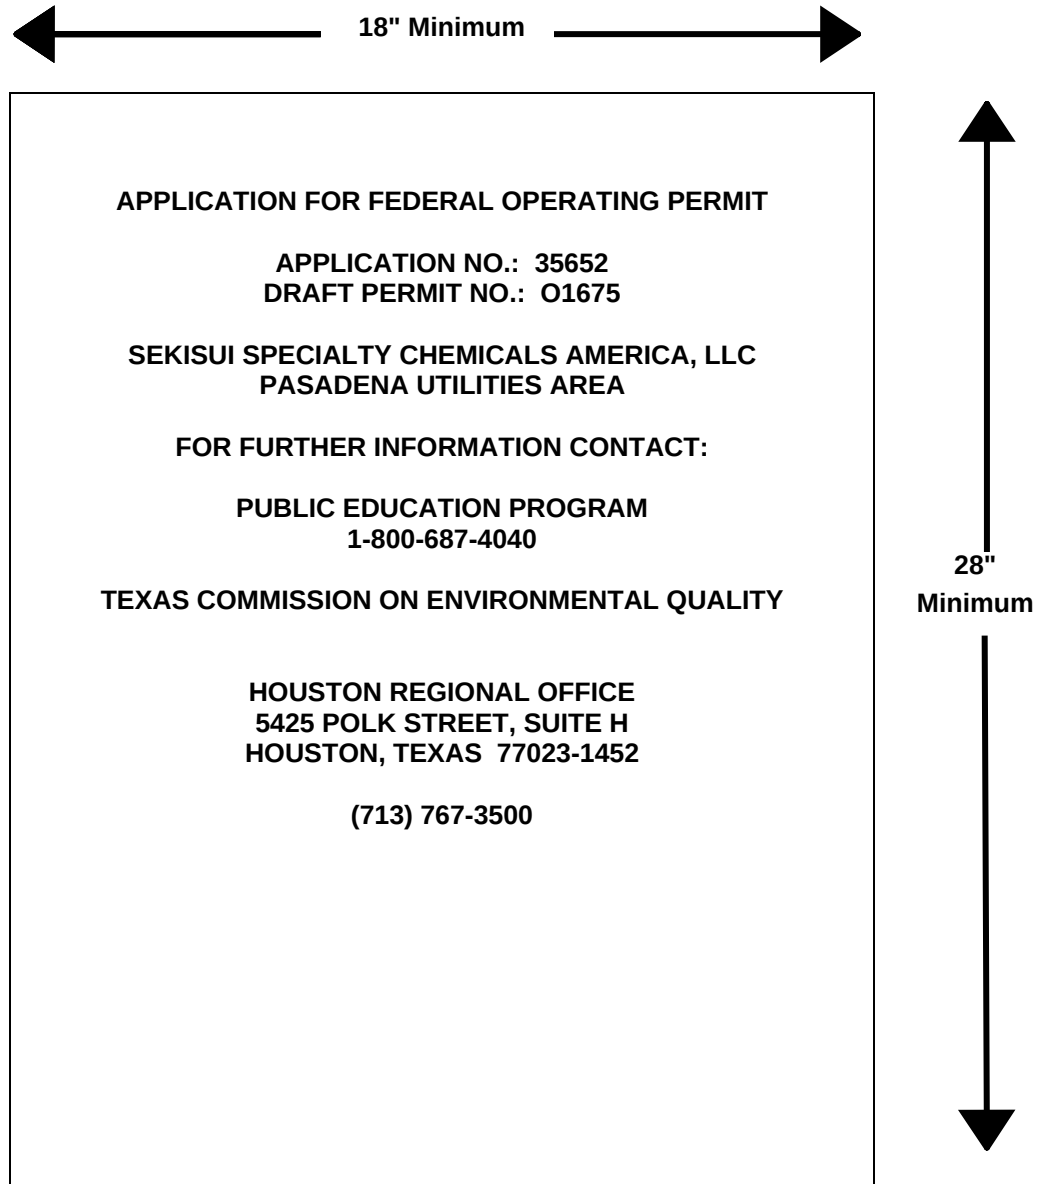 18" Minimum
APPLICATION FOR FEDERAL OPERATING PERMIT
APPLICATION NO.: 35652
DRAFT PERMIT NO.: O1675
SEKISUI SPECIALTY CHEMICALS AMERICA, LLC
PASADENA UTILITIES AREA
FOR FURTHER INFORMATION CONTACT:
PUBLIC EDUCATION PROGRAM
1-800-687-4040
TEXAS COMMISSION ON ENVIRONMENTAL QUALITY
HOUSTON REGIONAL OFFICE
5425 POLK STREET, SUITE H
HOUSTON, TEXAS  77023-1452
(713) 767-3500
28"
Minimum